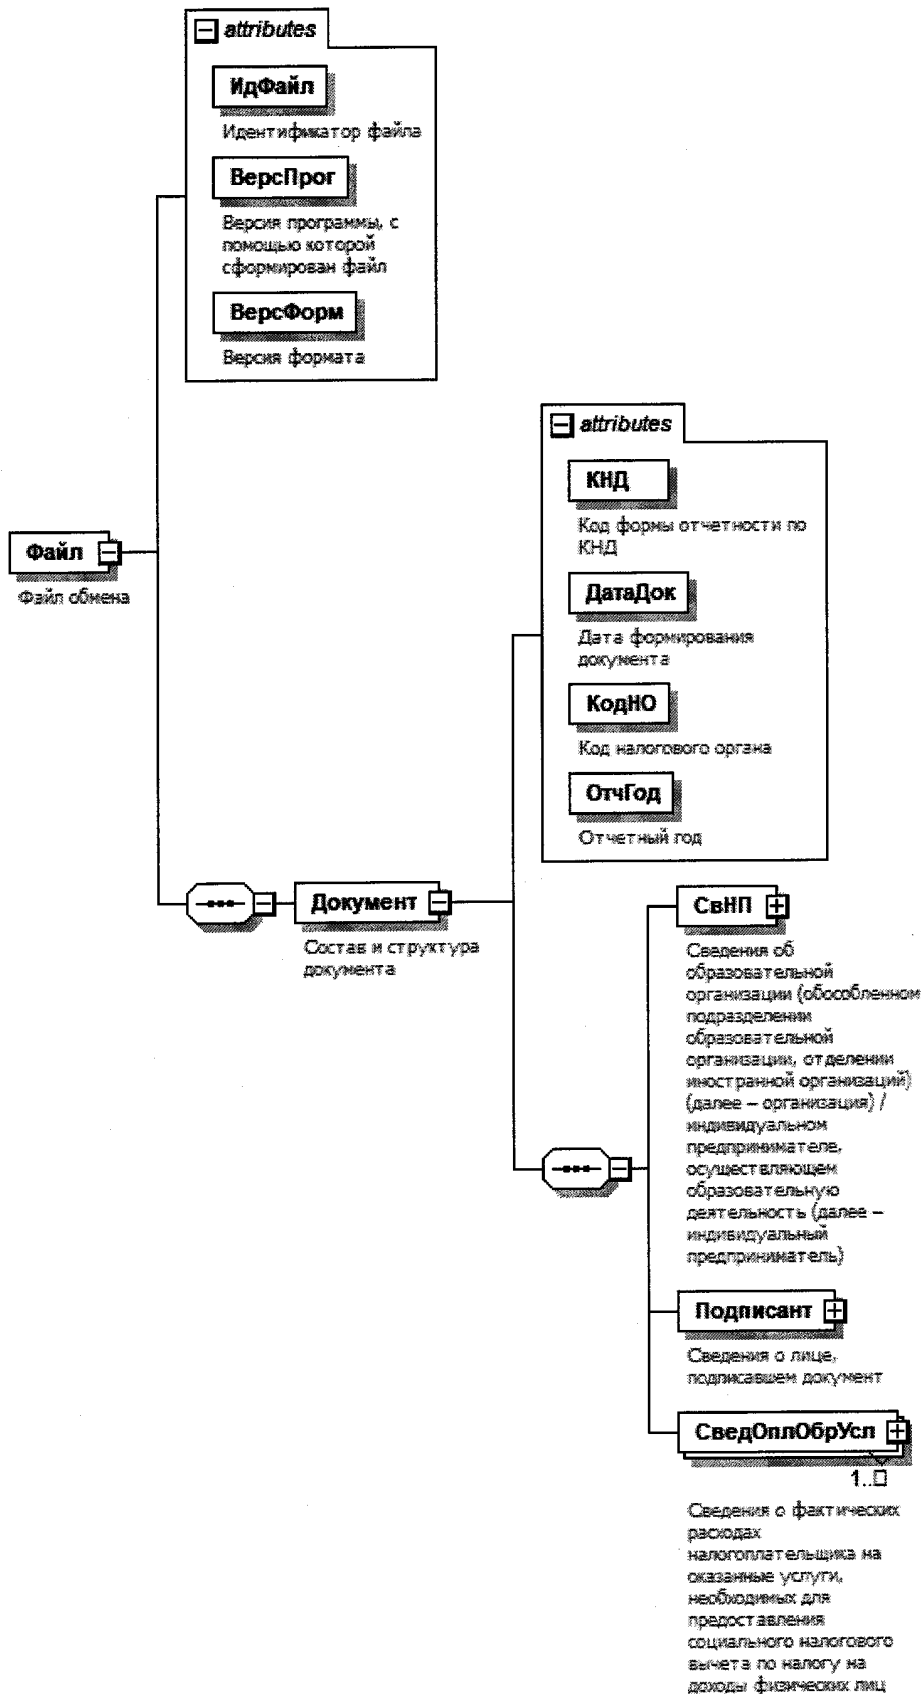 attributes
ИдФайл
Идентификатор файла
ВерсПрог
Версия программы, с
помощью которой
сформирован файл
ВерсФорм
Версия формата
attributes
КНД
Код формы отчетности по
КНД
Файл
Файл обмена
ДатаДок
Дата формирования
документа
КодНО
Код налогового органа
ОтчГод
Отчетный год
Документ
Состав и структура
документа
СвНП
Сведения об
образовательной
организации (обособленном
подразделении
образовательной
организации, отделении
иностранной организаций)
(далее – организация) /
индивидуальном
предпринимателе,
осуществляющем
образовательную
деятельность (далее –
индивидуальный
предприниматель)
Подписант
Сведения о лице,
подписавшем документ
СведОплОбрУсл
1..□
Сведения о фактических
расходах
налогоплательщика на
оказанные услуги,
необходимых для
предоставления
социального налогового
вычета по налогу на
доходы физических лиц